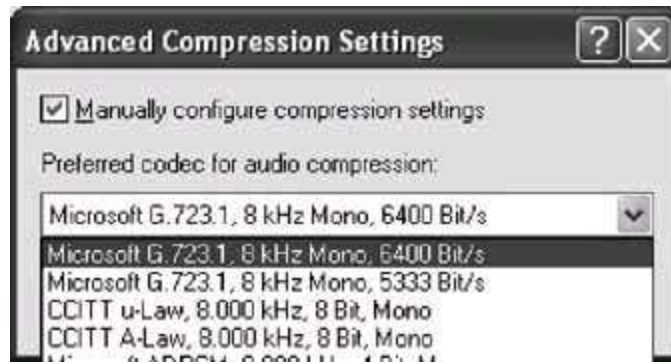 Advanced Compression Settings
Manually configure compression settings
Preferred codec for audio compression:
Microsoft G.723.1, 8 kHz Mono, 6400 Bit/s
Microsoft G.723.1, 8 kHz Mono, 6400 Bit/s
Microsoft G.723.1, 8 kHz Mono, 5333 Bit/s
CCITT u-Law, 8.000 kHz, 8 Bit, Mono
CCITT A-Law, 8.000 kHz, 8 Bit, Mono